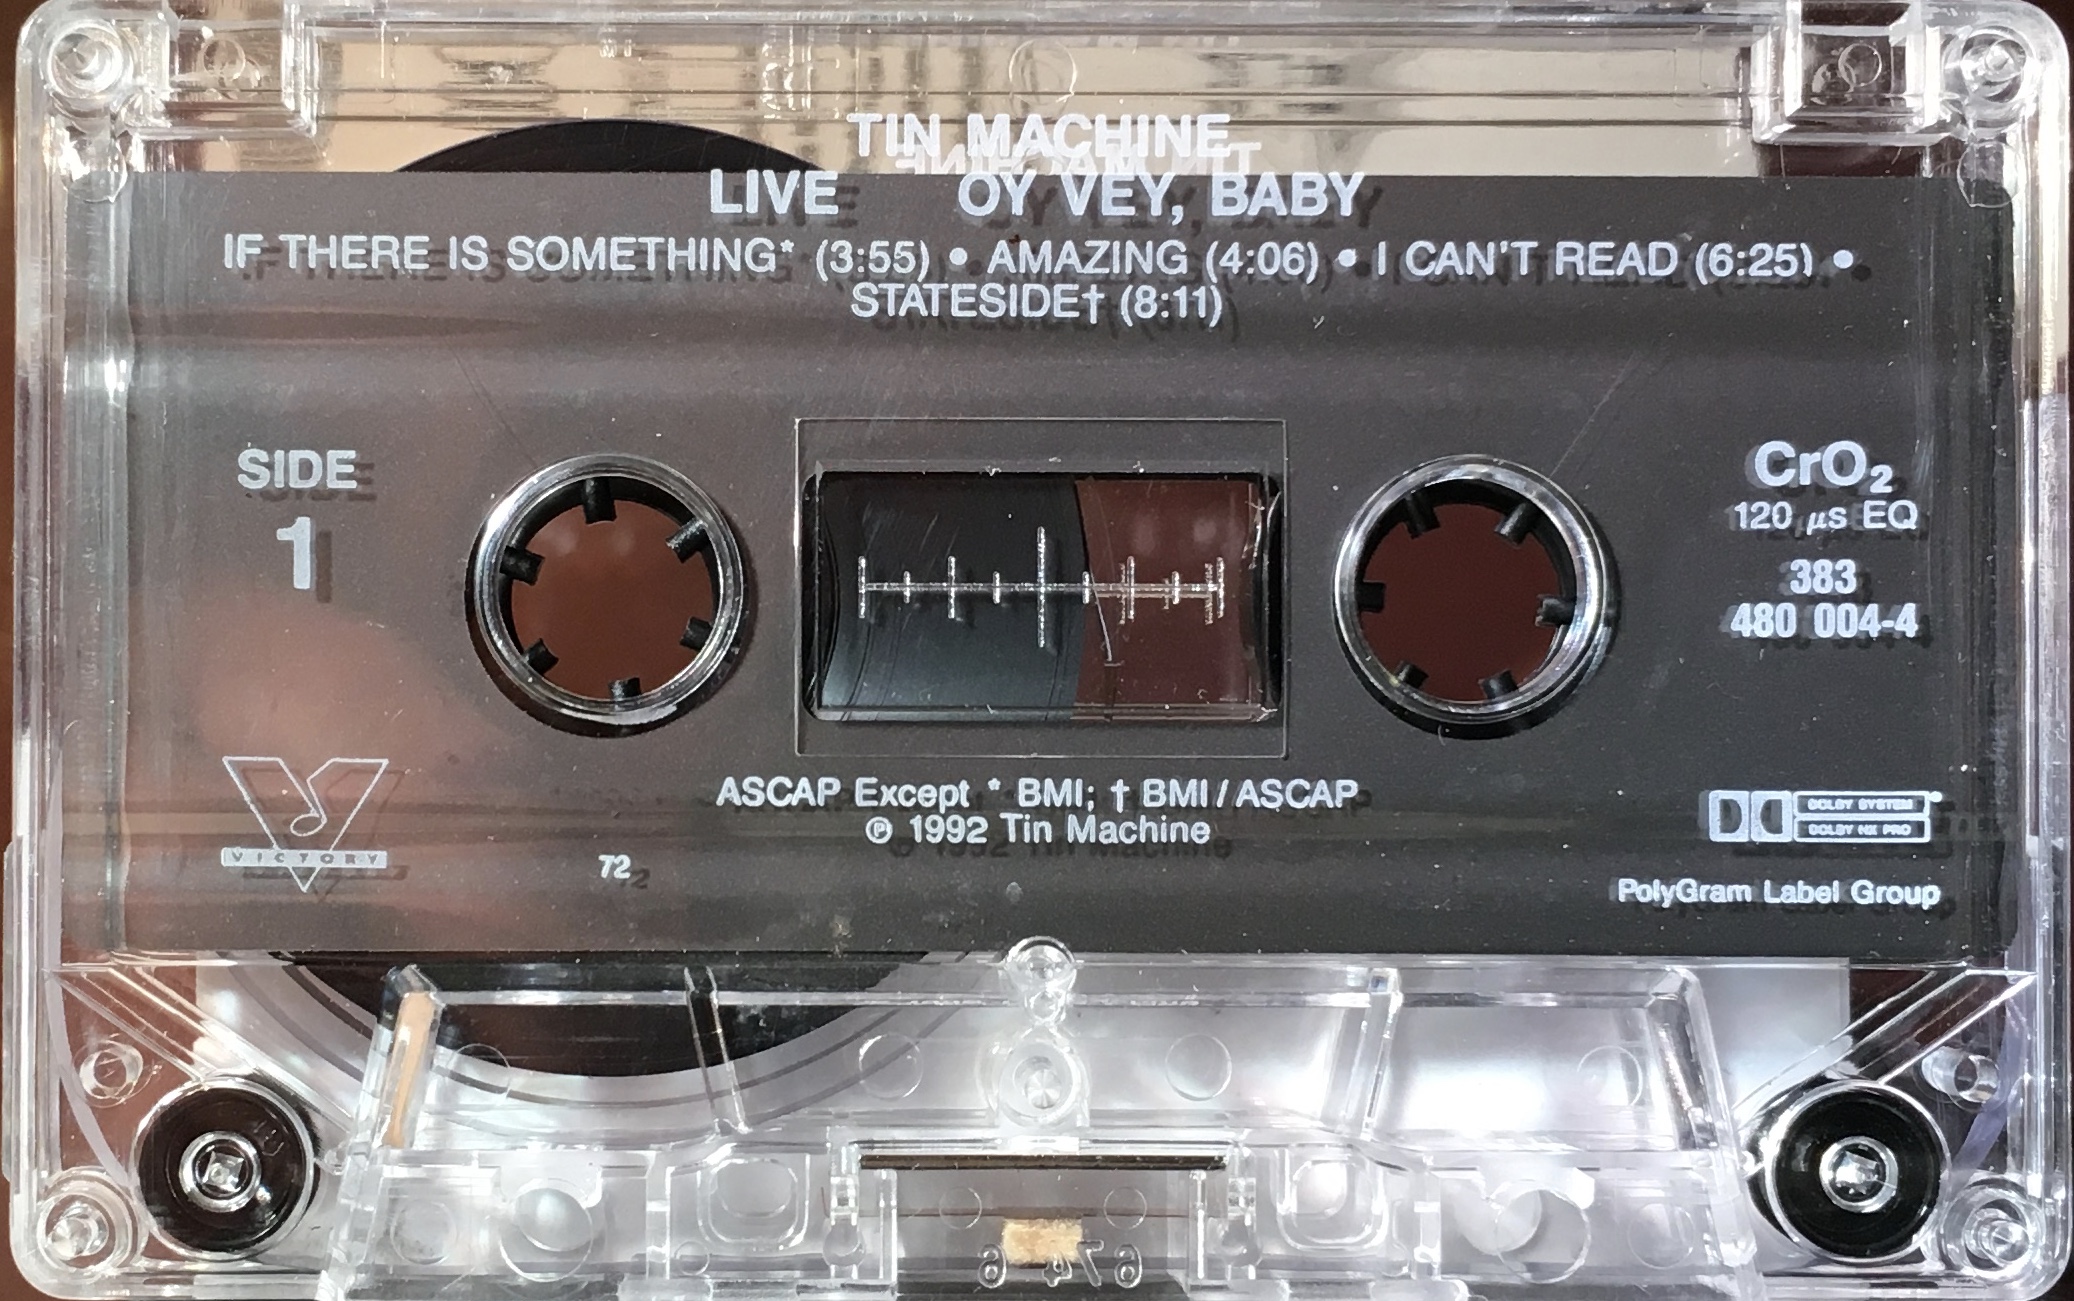 TIN MACHINE
LIVE OY VEY, BABY
IF THERE IS SOMETHING* (3:55) • AMAZING (4:06) • I CAN'T READ (6:25) •
STATESIDE† (8:11)
SIDE
1
CrO₂
120 µs EQ
383
480 004-4
ASCAP Except * BMI; † BMI/ASCAP
℗ 1992 Tin Machine
VICTORY
72
DOLBY SYSTEM
DOLBY HX PRO
PolyGram Label Group